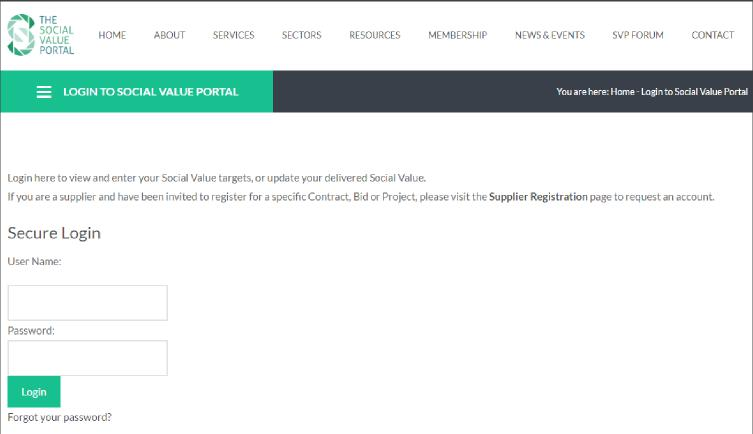 THE
SOCIAL
VALUE
PORTAL
HOME ABOUT SERVICES SECTORS RESOURCES MEMBERSHIP NEWS & EVENTS SVP FORUM CONTACT
LOGIN TO SOCIAL VALUE PORTAL
You are here: Home - Login to Social Value Portal
Login here to view and enter your Social Value targets, or update your delivered Social Value.
If you are a supplier and have been invited to register for a specific Contract, Bid or Project, please visit the Supplier Registration page to request an account.
Secure Login
User Name:
Password:
Login
Forgot your password?